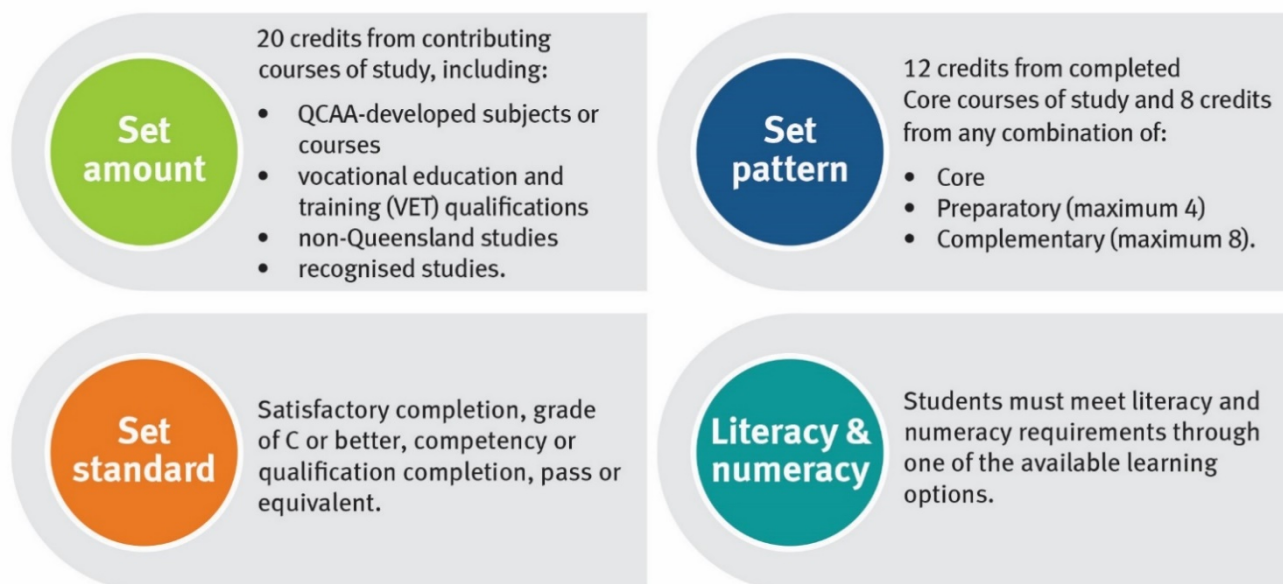 Set
amount
20 credits from contributing
courses of study, including:
• QCAA-developed subjects or
courses
• vocational education and
training (VET) qualifications
• non-Queensland studies
• recognised studies.
Set
pattern
12 credits from completed
Core courses of study and 8 credits
from any combination of:
• Core
• Preparatory (maximum 4)
• Complementary (maximum 8).
Set
standard
Satisfactory completion, grade
of C or better, competency or
qualification completion, pass or
equivalent.
Literacy &
numeracy
Students must meet literacy and
numeracy requirements through
one of the available learning
options.